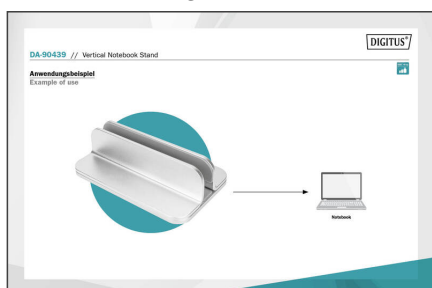 DIGITUS
DA-90439 // Vertical Notebook Stand
Anwendungsbeispiel
Example of use
Notebook